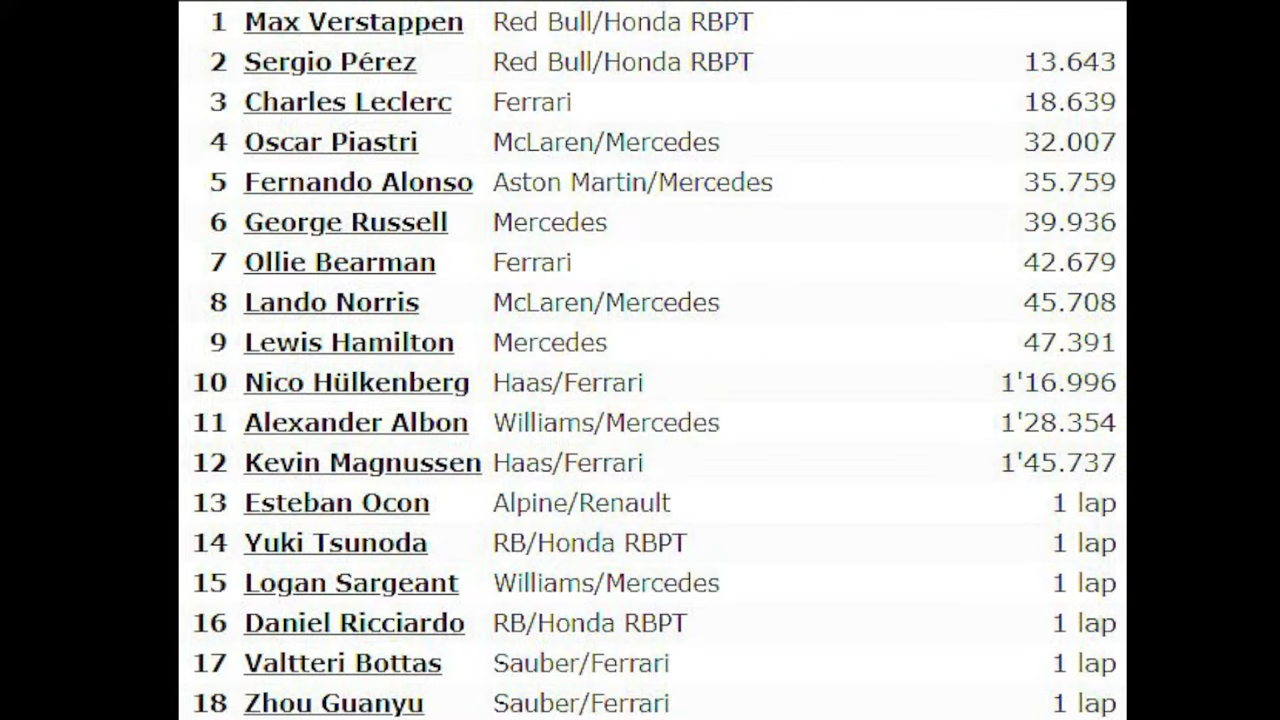 1 Max Verstappen Red Bull/Honda RBPT
2 Sergio Pérez Red Bull/Honda RBPT 13.643
3 Charles Leclerc Ferrari 18.639
4 Oscar Piastri McLaren/Mercedes 32.007
5 Fernando Alonso Aston Martin/Mercedes 35.759
6 George Russell Mercedes 39.936
7 Ollie Bearman Ferrari 42.679
8 Lando Norris McLaren/Mercedes 45.708
9 Lewis Hamilton Mercedes 47.391
10 Nico Hülkenberg Haas/Ferrari 1'16.996
11 Alexander Albon Williams/Mercedes 1'28.354
12 Kevin Magnussen Haas/Ferrari 1'45.737
13 Esteban Ocon Alpine/Renault 1 lap
14 Yuki Tsunoda RB/Honda RBPT 1 lap
15 Logan Sargeant Williams/Mercedes 1 lap
16 Daniel Ricciardo RB/Honda RBPT 1 lap
17 Valtteri Bottas Sauber/Ferrari 1 lap
18 Zhou Guanyu Sauber/Ferrari 1 lap